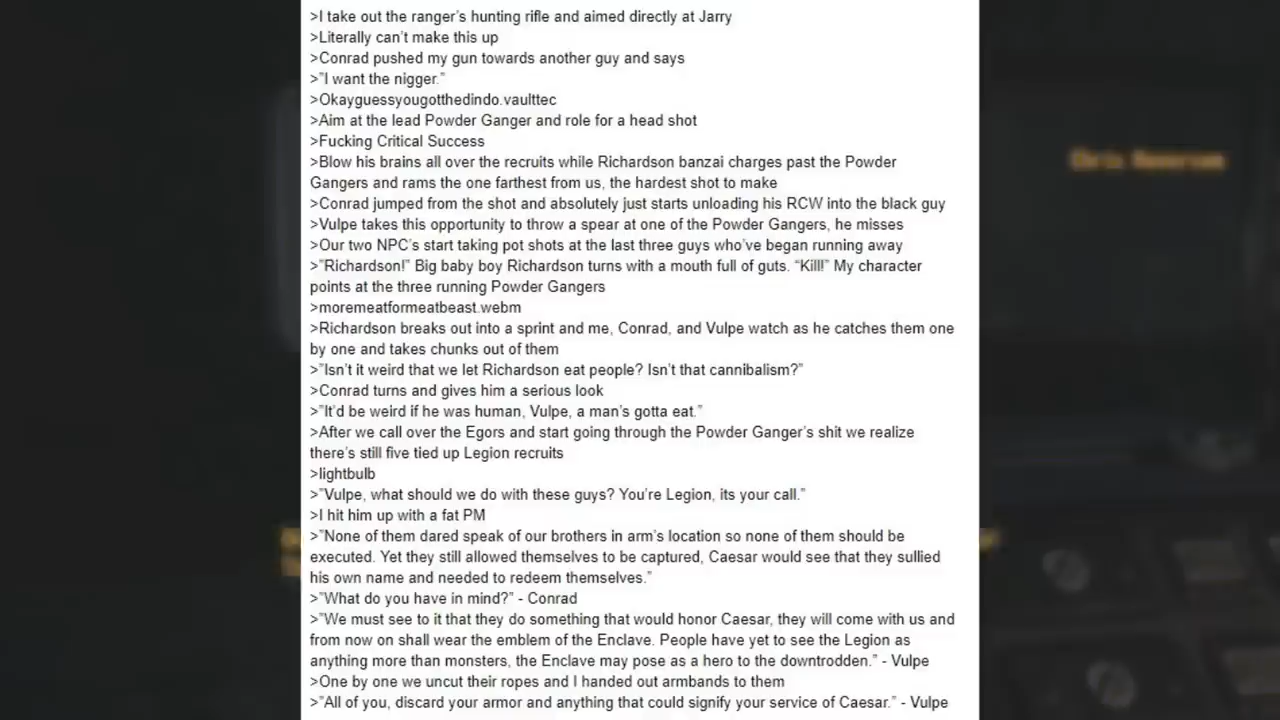 >I take out the ranger's hunting rifle and aimed directly at Jarry
>Literally can't make this up
>Conrad pushed my gun towards another guy and says
>"I want the nigger."
>Okayguessyougotthedindo.vaulttec
>Aim at the lead Powder Ganger and role for a head shot
>Fucking Critical Success
>Blow his brains all over the recruits while Richardson banzai charges past the Powder
Gangers and rams the one farthest from us, the hardest shot to make
>Conrad jumped from the shot and absolutely just starts unloading his RCW into the black guy
>Vulpe takes this opportunity to throw a spear at one of the Powder Gangers, he misses
>Our two NPC's start taking pot shots at the last three guys who've began running away
>"Richardson!" Big baby boy Richardson turns with a mouth full of guts. "Kill!" My character
points at the three running Powder Gangers
>moremeatformeatbeast.webm
>Richardson breaks out into a sprint and me, Conrad, and Vulpe watch as he catches them one
by one and takes chunks out of them
>"Isn't it weird that we let Richardson eat people? Isn't that cannibalism?"
>Conrad turns and gives him a serious look
>"It'd be weird if he was human, Vulpe, a man's gotta eat."
>After we call over the Egors and start going through the Powder Ganger's shit we realize
there's still five tied up Legion recruits
>lightbulb
>"Vulpe, what should we do with these guys? You're Legion, its your call."
>I hit him up with a fat PM
>"None of them dared speak of our brothers in arm's location so none of them should be
executed. Yet they still allowed themselves to be captured, Caesar would see that they sullied
his own name and needed to redeem themselves."
>"What do you have in mind?" - Conrad
>"We must see to it that they do something that would honor Caesar, they will come with us and
from now on shall wear the emblem of the Enclave. People have yet to see the Legion as
anything more than monsters, the Enclave may pose as a hero to the downtrodden." - Vulpe
>One by one we uncut their ropes and I handed out armbands to them
>"All of you, discard your armor and anything that could signify your service of Caesar." - Vulpe